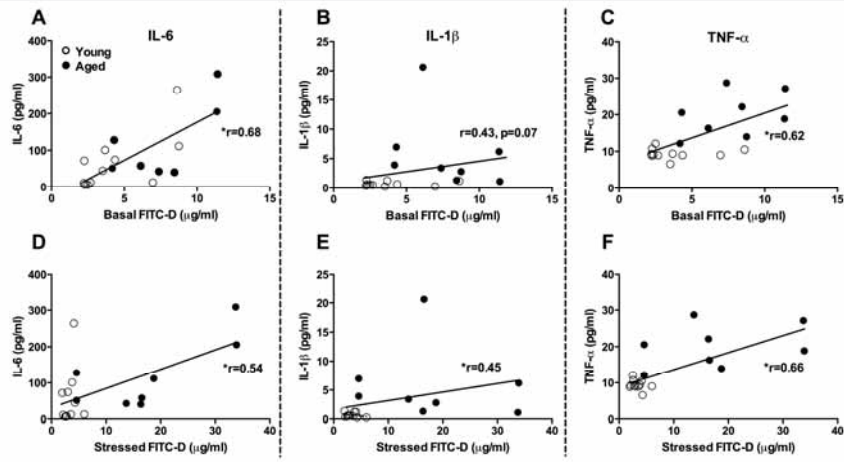 A
IL-6
Young
Aged
IL-6 (pg/ml)
400
300
200
100
0
*r=0.68
0 5 10 15
Basal FITC-D (μg/ml)
B
IL-1β
IL-1β (pg/ml)
25
20
15
10
5
0
r=0.43, p=0.07
0 5 10 15
Basal FITC-D (μg/ml)
C
TNF-α
TNF-α (pg/ml)
40
30
20
10
0
*r=0.62
0 5 10 15
Basal FITC-D (μg/ml)
D
IL-6 (pg/ml)
400
300
200
100
0
*r=0.54
0 10 20 30 40
Stressed FITC-D (μg/ml)
E
IL-1β (pg/ml)
25
20
15
10
5
0
*r=0.45
0 10 20 30 40
Stressed FITC-D (μg/ml)
F
TNF-α (pg/ml)
40
30
20
10
0
*r=0.66
0 10 20 30 40
Stressed FITC-D (μg/ml)